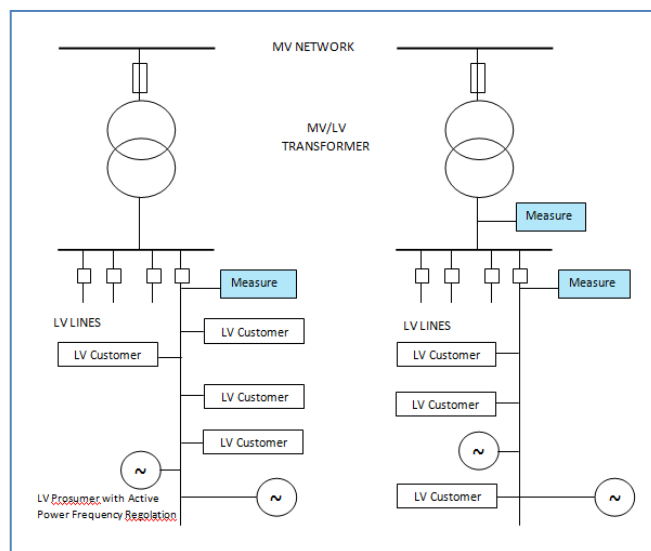 MV NETWORK
MV/LV
TRANSFORMER
Measure
Measure
Measure
LV LINES
LV LINES
LV Customer
LV Customer
LV Customer
LV Customer
LV Customer
LV Customer
LV Customer
~
~
LV Prosumer with Active
Power Frequency Regolation
~
LV Customer
~